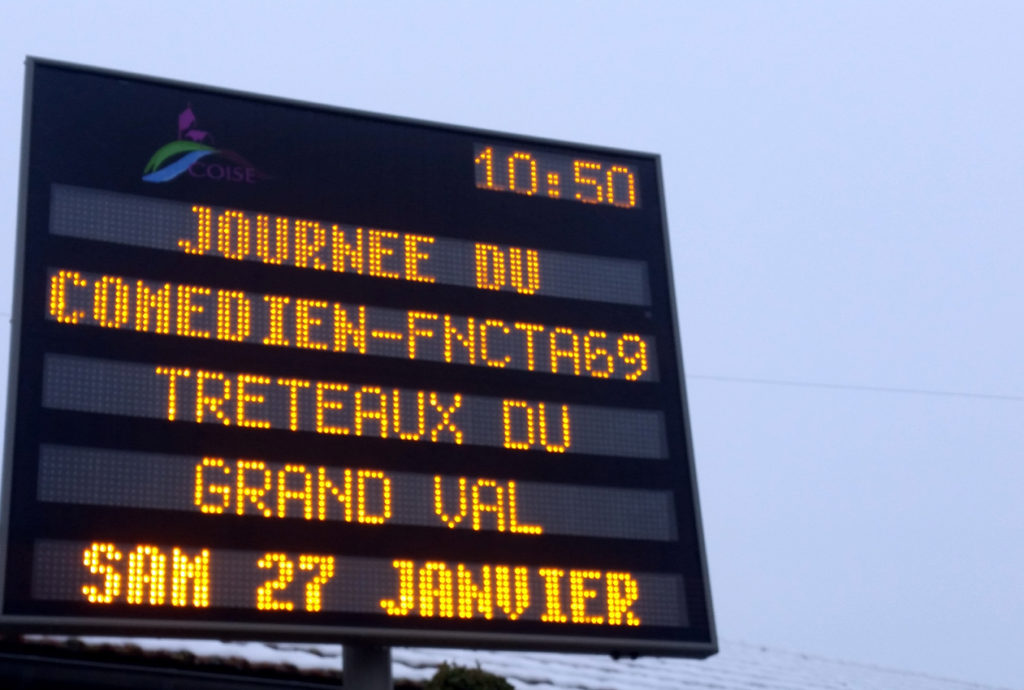 COISE
10:50
JOURNEE DU
COMEDIEN-FNCTA69
TRETEAUX DU
GRAND VAL
SAM 27 JANVIER